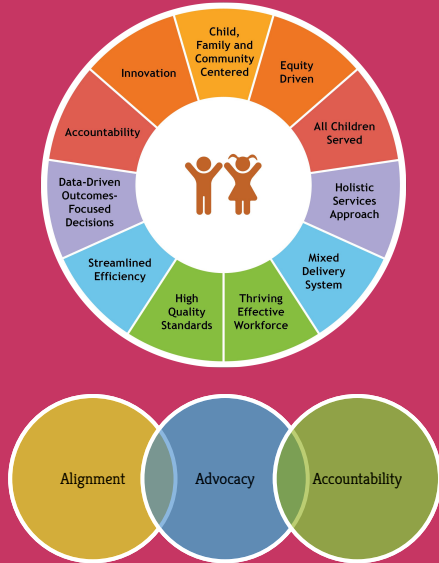 Child,
Family and
Community
Centered
Equity
Driven
All Children
Served
Holistic
Services
Approach
Mixed
Delivery
System
Thriving
Effective
Workforce
High
Quality
Standards
Streamlined
Efficiency
Data-Driven
Outcomes-
Focused
Decisions
Accountability
Innovation
Alignment
Advocacy
Accountability